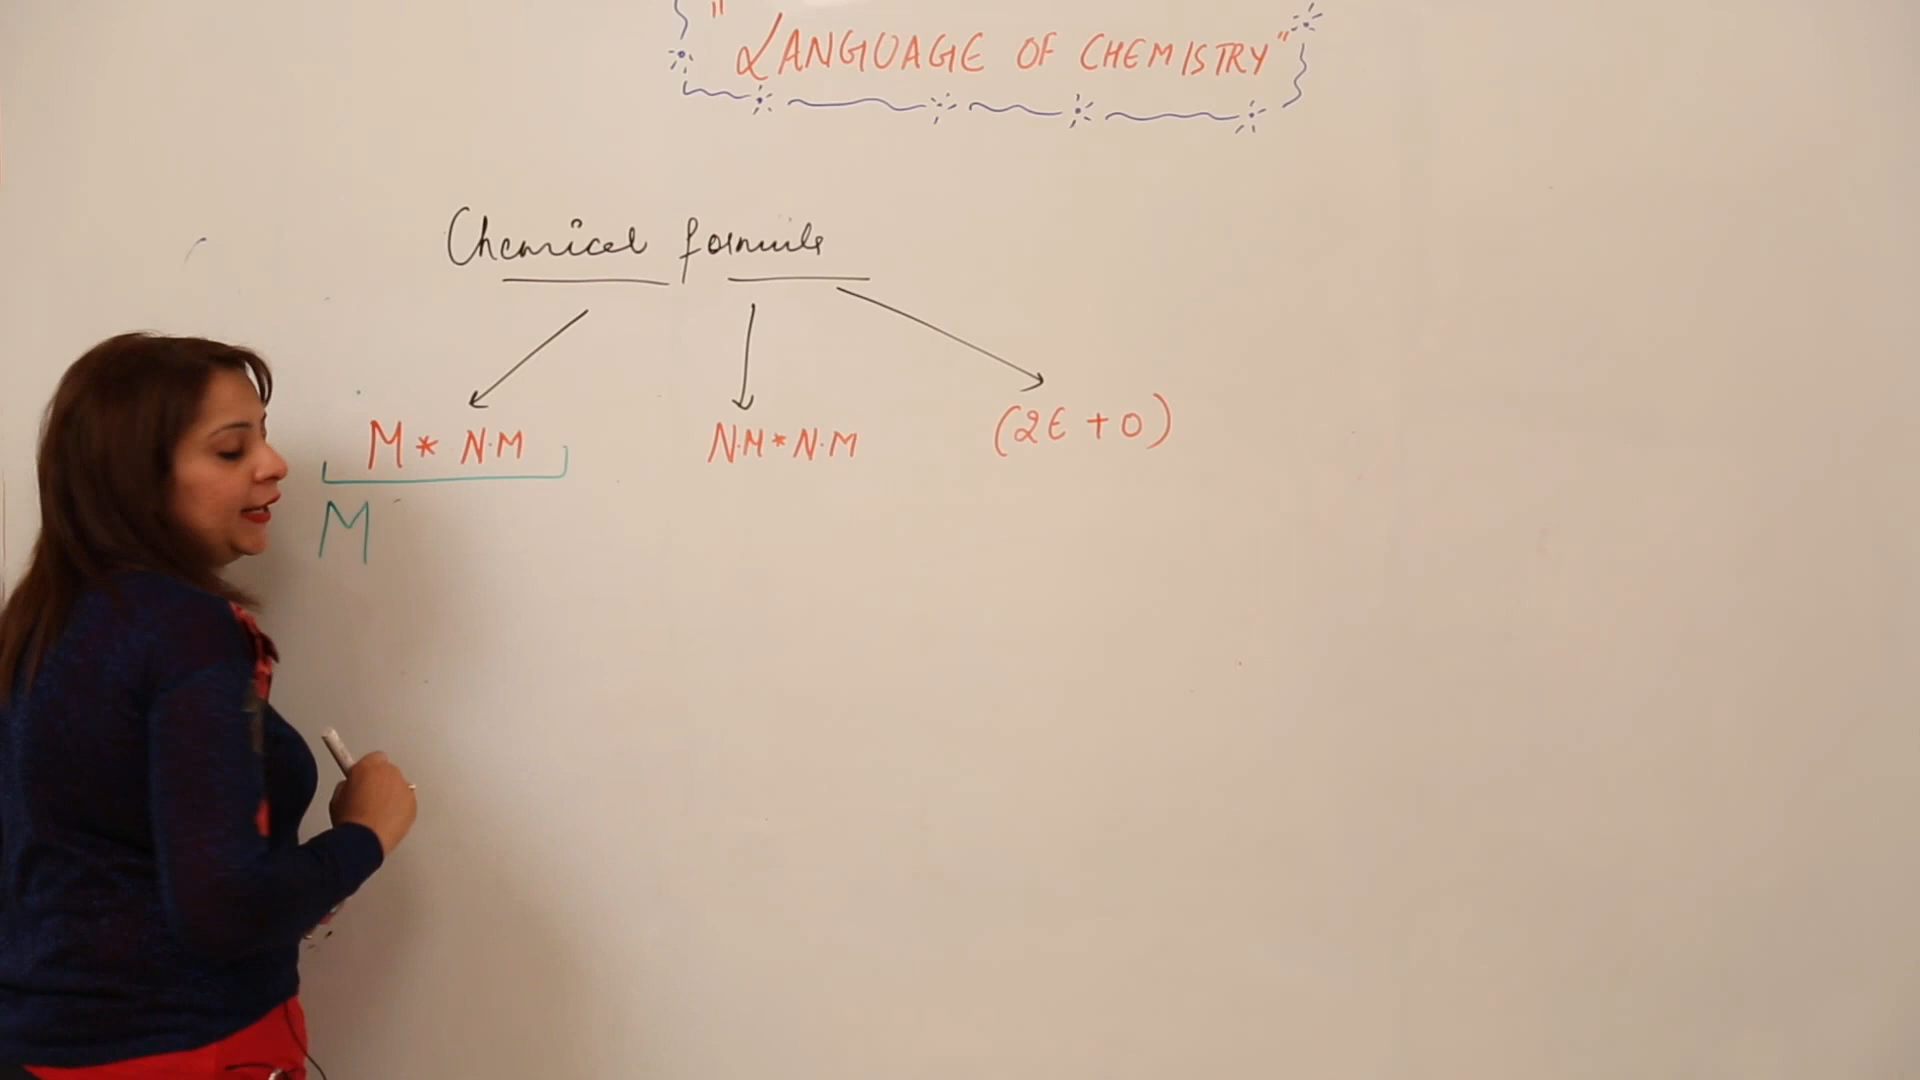 "LANGUAGE OF CHEMISTRY"
Chemical formula
M * N.M N.M * N.M (2E + O)
M